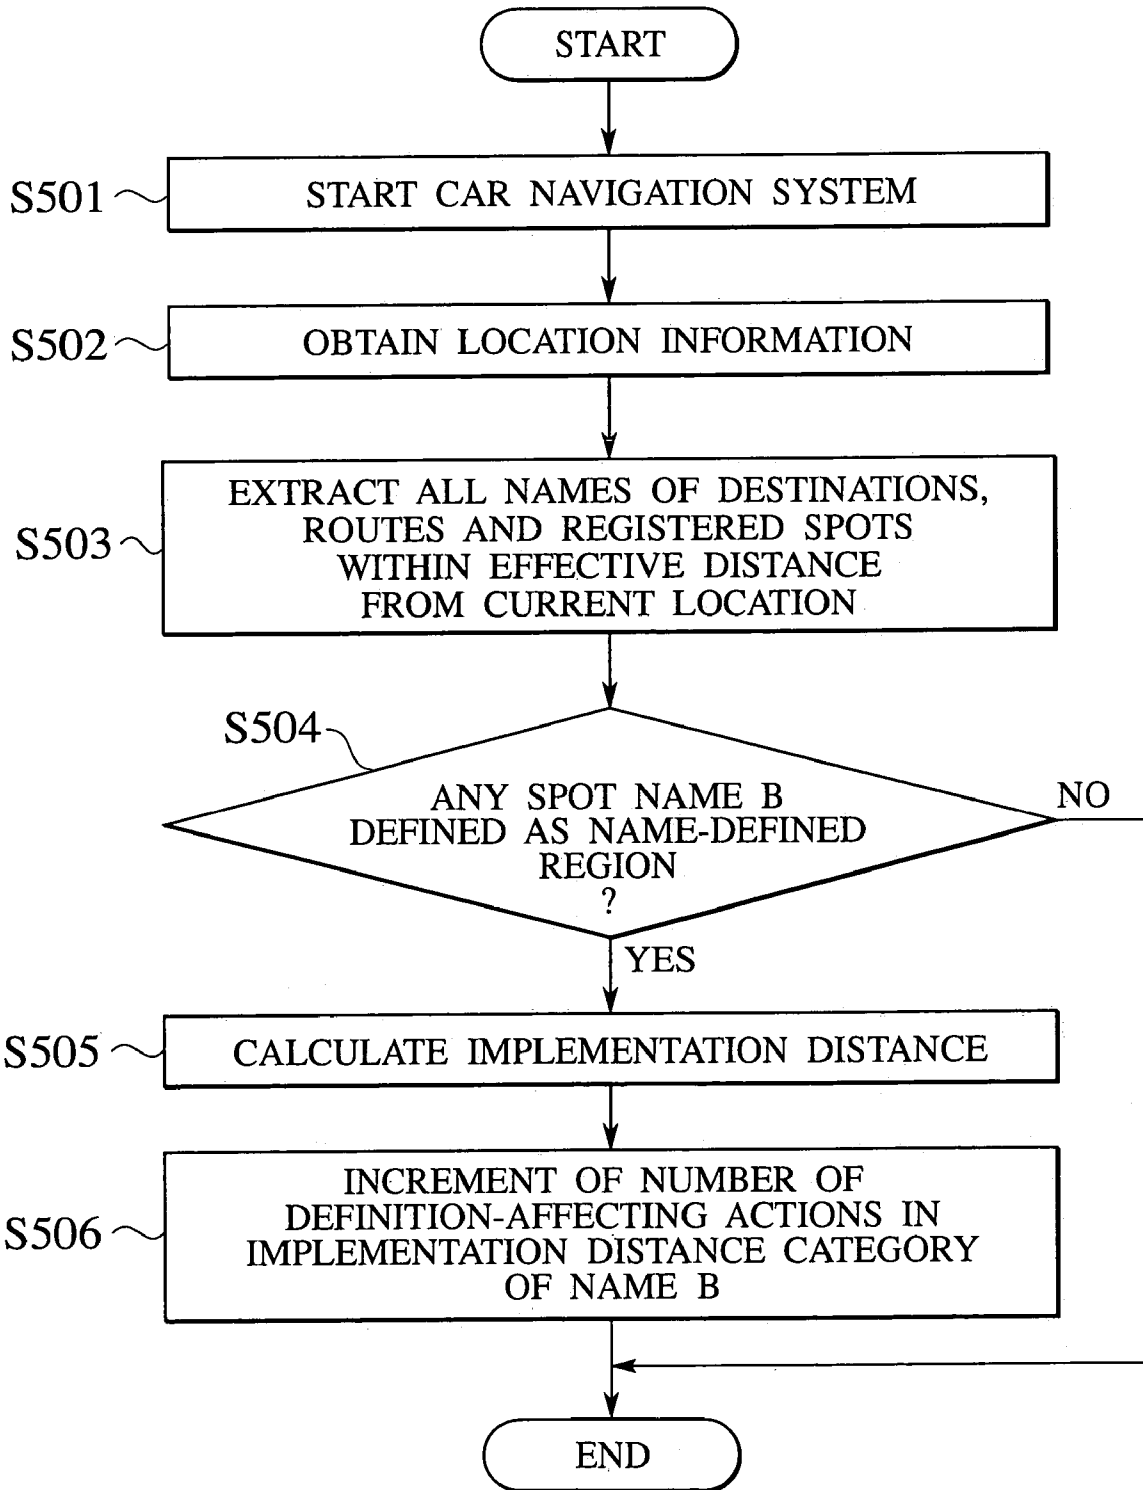 START
S501
START CAR NAVIGATION SYSTEM
S502
OBTAIN LOCATION INFORMATION
S503
EXTRACT ALL NAMES OF DESTINATIONS,
ROUTES AND REGISTERED SPOTS
WITHIN EFFECTIVE DISTANCE
FROM CURRENT LOCATION
S504
ANY SPOT NAME B
DEFINED AS NAME-DEFINED
REGION
?
NO
YES
S505
CALCULATE IMPLEMENTATION DISTANCE
S506
INCREMENT OF NUMBER OF
DEFINITION-AFFECTING ACTIONS IN
IMPLEMENTATION DISTANCE CATEGORY
OF NAME B
END